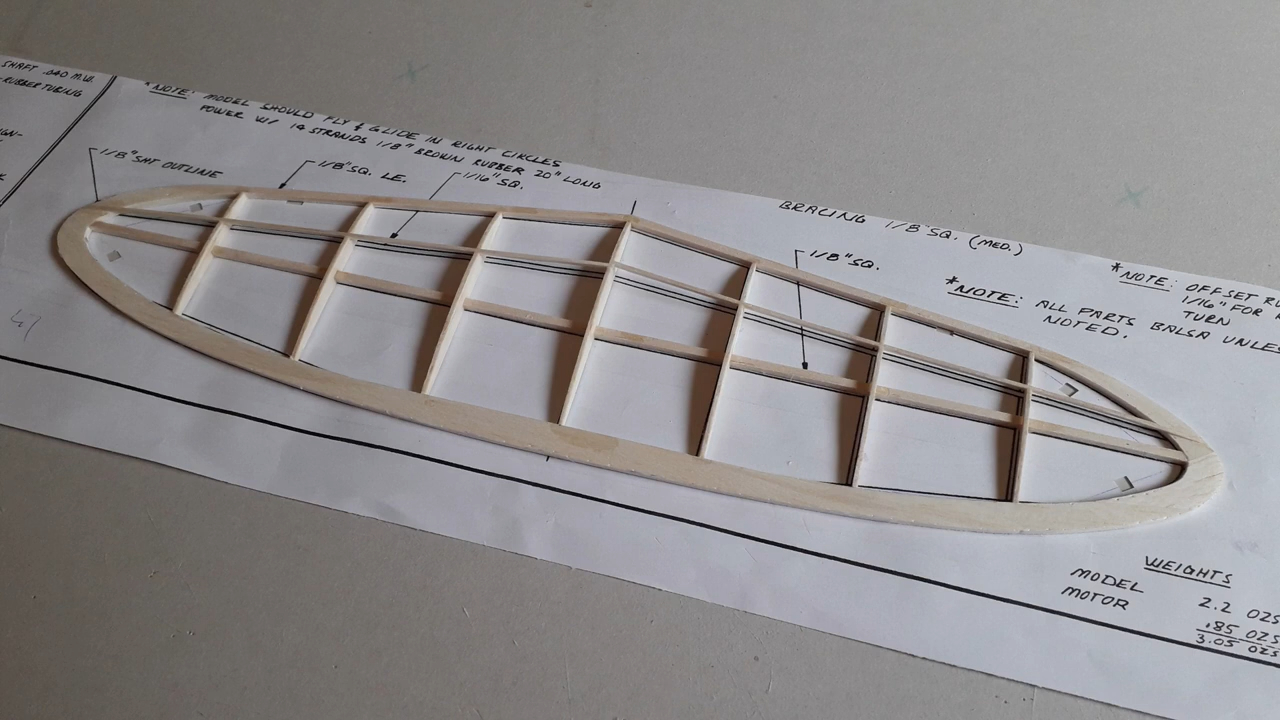 SHAFT .040 M.W.
RUBBER TUBING
*NOTE: MODEL SHOULD FLY & GLIDE IN RIGHT CIRCLES
POWER W/ 14 STRANDS 1/8" BROWN RUBBER 20" LONG
1/8" SHT OUTLINE
1/8" SQ. LE.
1/16" SQ.
BRACING 1/8" SQ. (MED.)
1/8" SQ.
*NOTE: ALL PARTS BALSA UNLES
NOTED.
*NOTE: OFFSET
1/16" FOR
TURN
WEIGHTS
MODEL 2.2 OZS
MOTOR .85 OZS
3.05 OZS